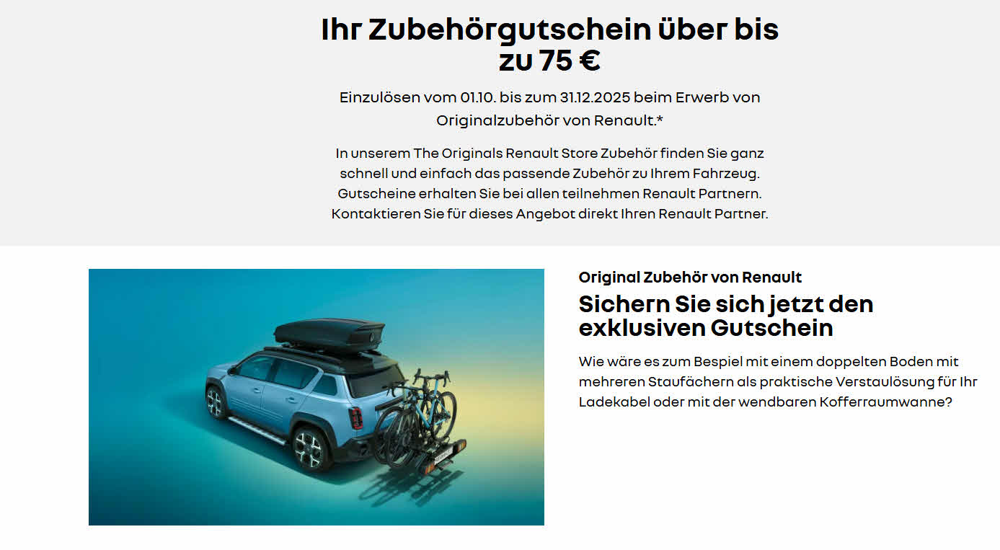 Ihr Zubehörgutschein über bis
zu 75 €
Einzulösen vom 01.10. bis zum 31.12.2025 beim Erwerb von
Originalzubehör von Renault.*
In unserem The Originals Renault Store Zubehör finden Sie ganz
schnell und einfach das passende Zubehör zu Ihrem Fahrzeug.
Gutscheine erhalten Sie bei allen teilnehmen Renault Partnern.
Kontaktieren Sie für dieses Angebot direkt Ihren Renault Partner.
Original Zubehör von Renault
Sichern Sie sich jetzt den
exklusiven Gutschein
Wie wäre es zum Bespiel mit einem doppelten Boden mit
mehreren Staufächern als praktische Verstaulösung für Ihr
Ladekabel oder mit der wendbaren Kofferraumwanne?